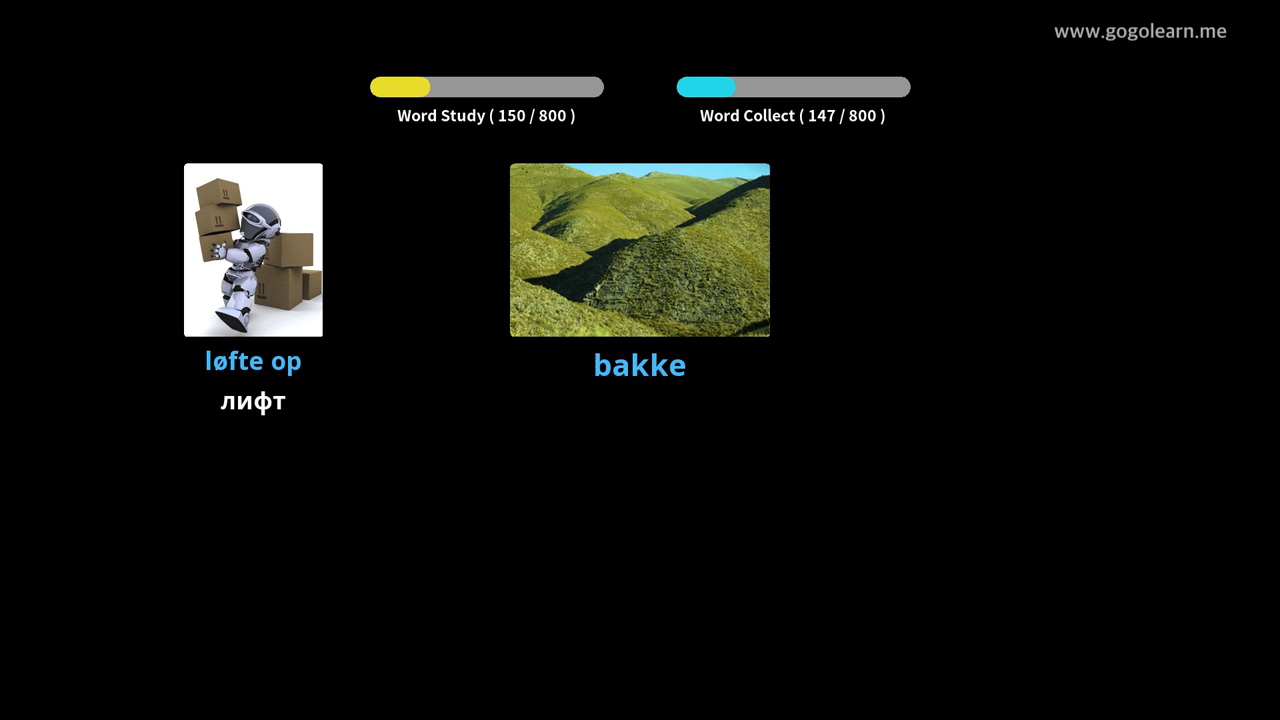 www.gogolearn.me
Word Study ( 150 / 800 )
Word Collect ( 147 / 800 )
løfte op
лифт
bakke